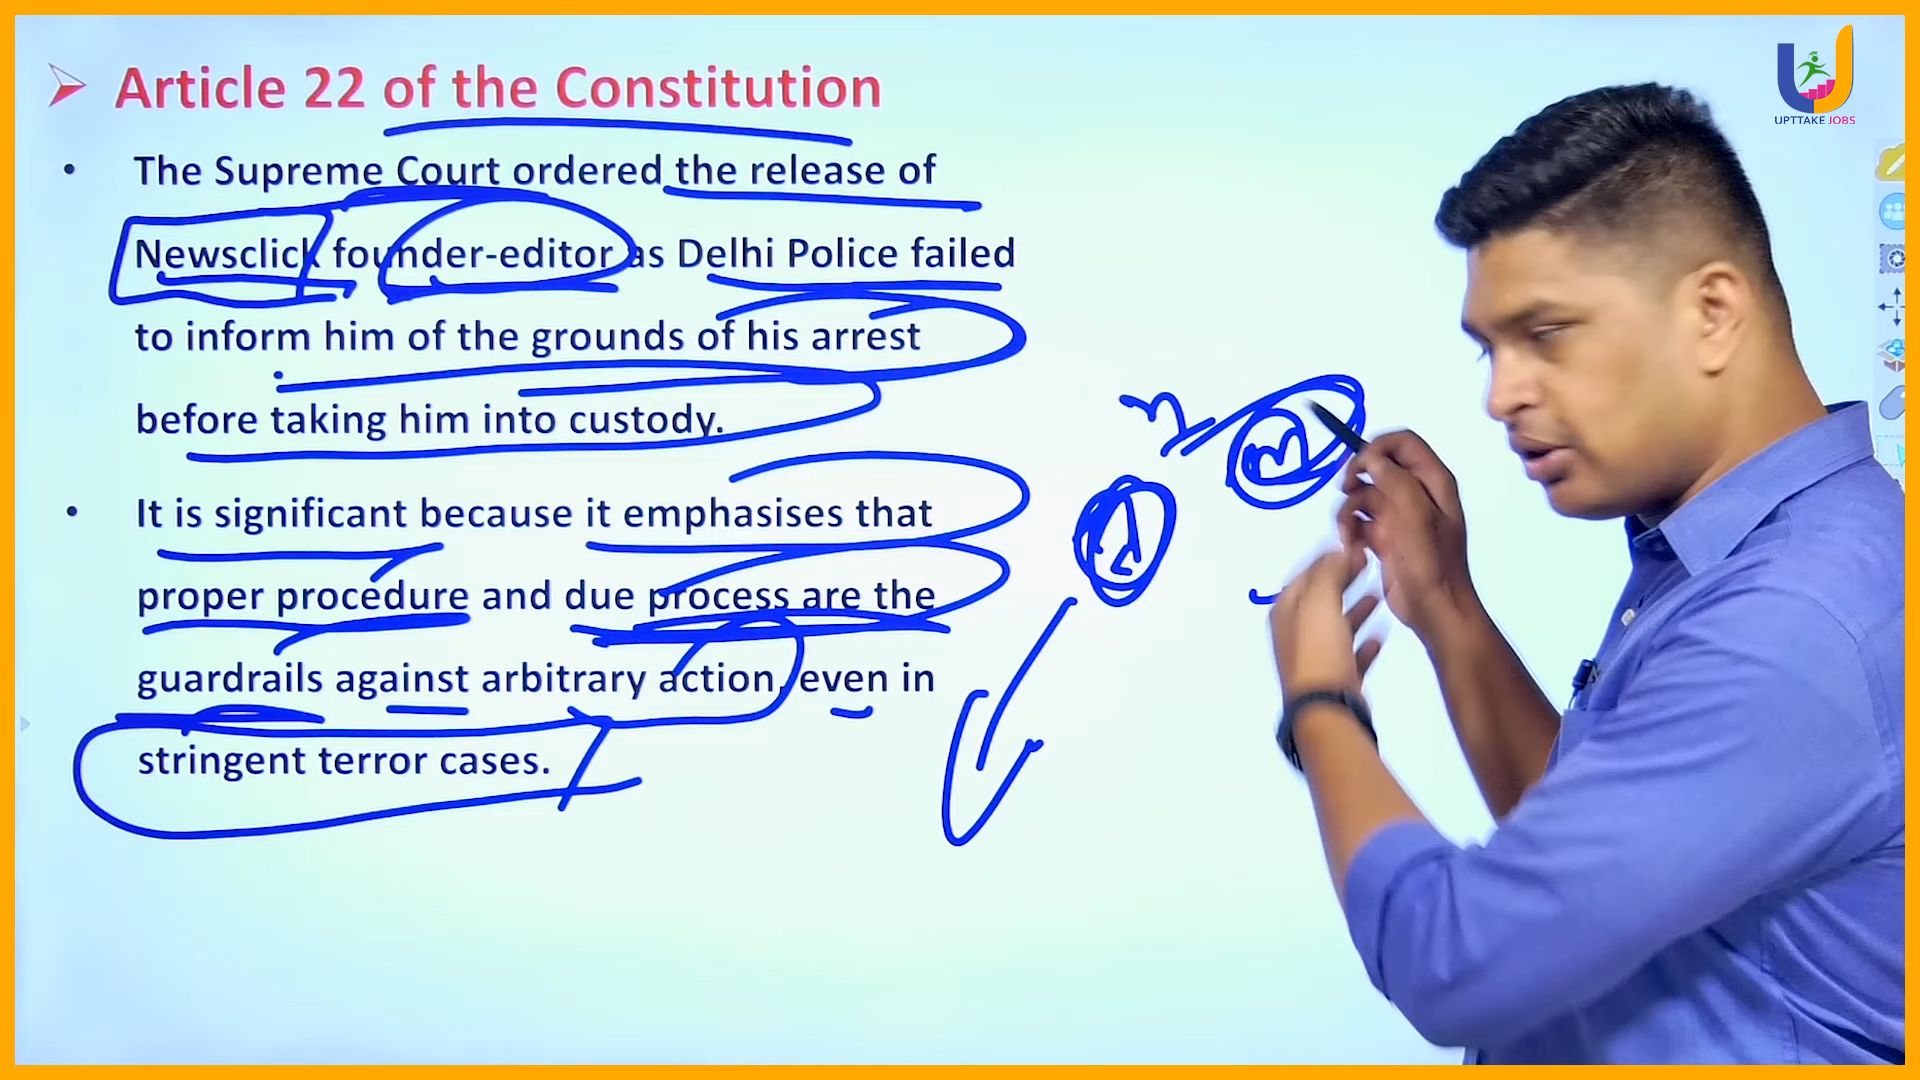 Article 22 of the Constitution
The Supreme Court ordered the release of
Newsclick founder-editor as Delhi Police failed
to inform him of the grounds of his arrest
before taking him into custody.
It is significant because it emphasises that
proper procedure and due process are the
guardrails against arbitrary action, even in
stringent terror cases.
UPTTAKE JOBS